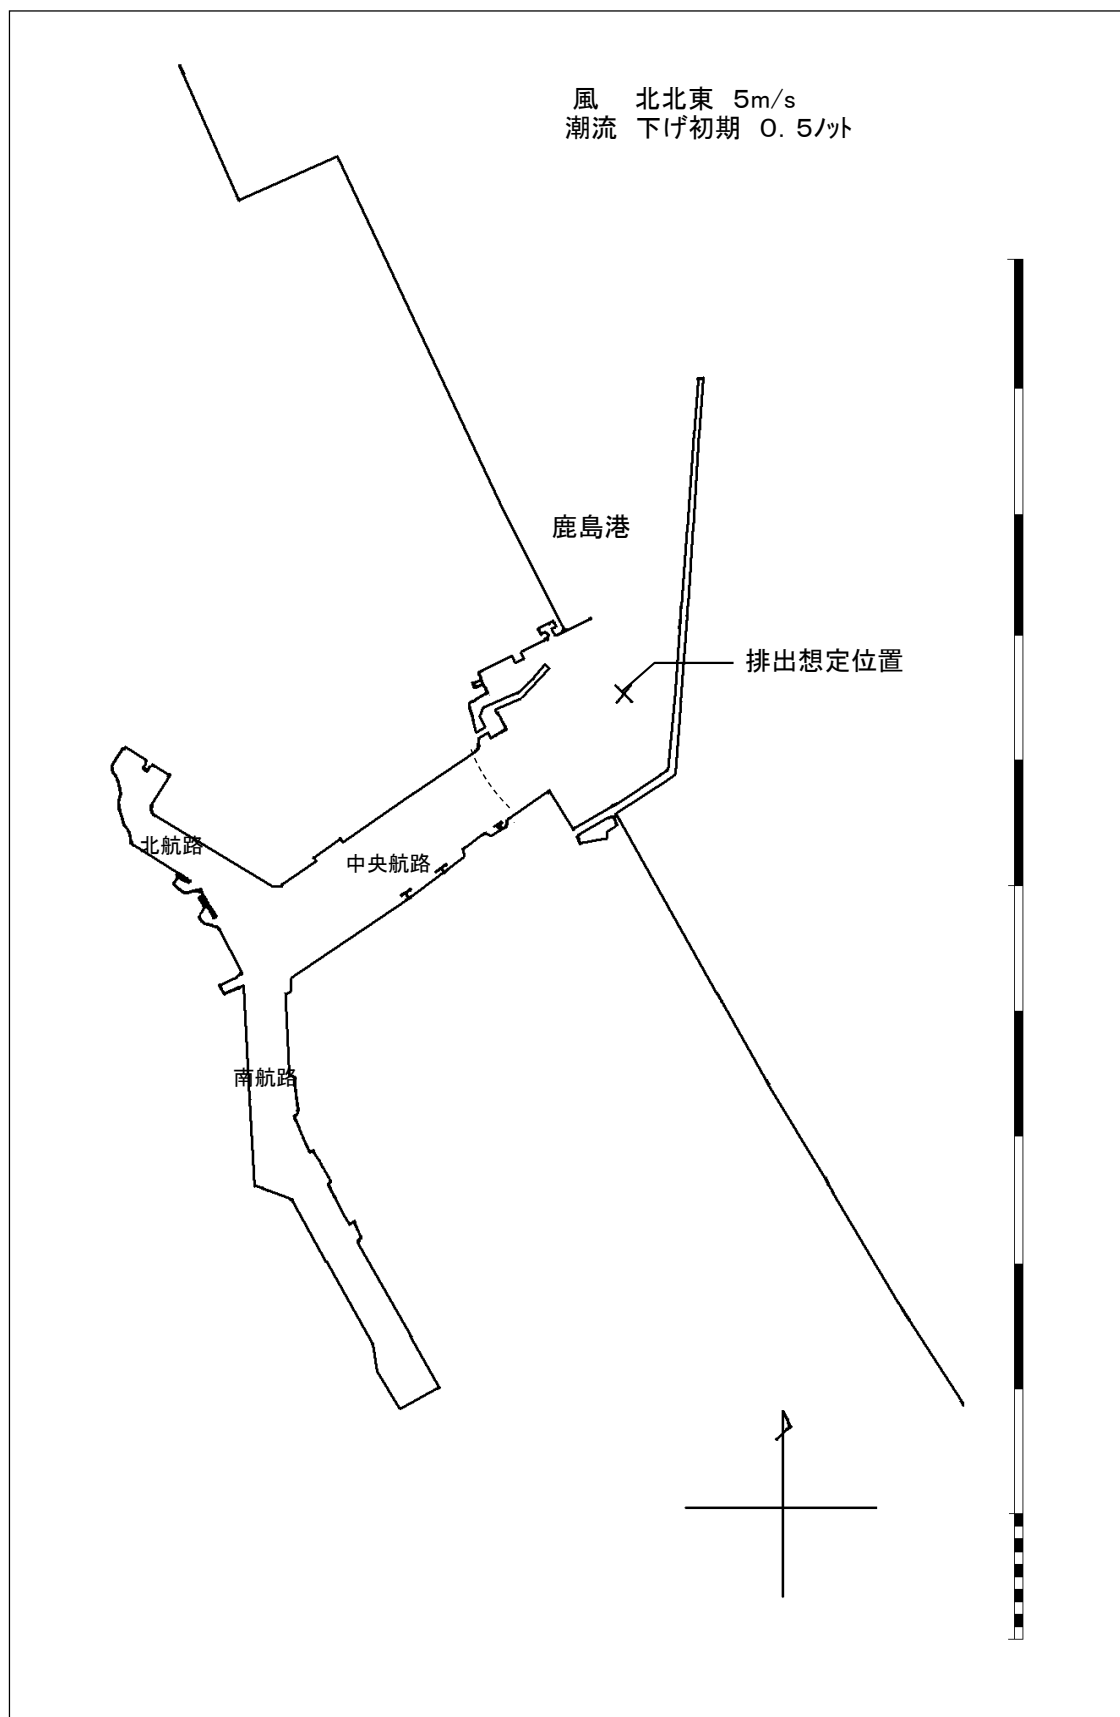 風　北北東　5m/s
潮流　下げ初期　0．5ﾉｯﾄ
鹿島港
排出想定位置
北航路
中央航路
南航路